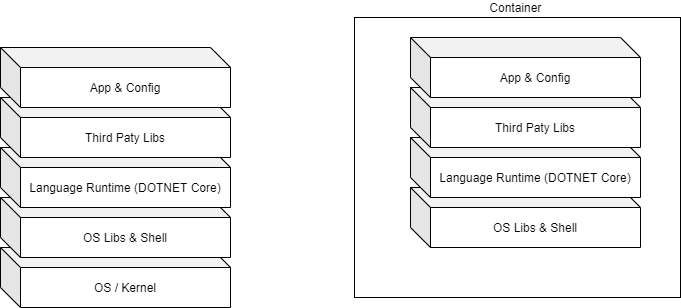 App & Config
Third Paty Libs
Language Runtime (DOTNET Core)
OS Libs & Shell
OS / Kernel
Container
App & Config
Third Paty Libs
Language Runtime (DOTNET Core)
OS Libs & Shell